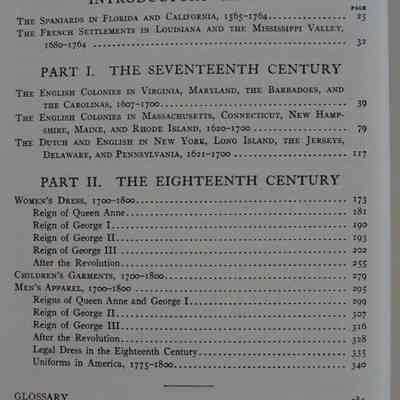 PAGE
THE SPANIARDS IN FLORIDA AND CALIFORNIA, 1565-1764 25
THE FRENCH SETTLEMENTS IN LOUISIANA AND THE MISSISSIPPI VALLEY,
1680-1764 32
PART I. THE SEVENTEENTH CENTURY
THE ENGLISH COLONIES IN VIRGINIA, MARYLAND, THE BARBADOES, AND
THE CAROLINAS, 1607-1700 39
THE ENGLISH COLONIES IN MASSACHUSETTS, CONNECTICUT, NEW HAMP-
SHIRE, MAINE, AND RHODE ISLAND, 1620-1700 79
THE DUTCH AND ENGLISH IN NEW YORK, LONG ISLAND, THE JERSEYS,
DELAWARE, AND PENNSYLVANIA, 1621-1700 117
PART II. THE EIGHTEENTH CENTURY
WOMEN'S DRESS, 1700-1800 173
Reign of Queen Anne 181
Reign of George I 190
Reign of George II 193
Reign of George III 202
After the Revolution 255
CHILDREN'S GARMENTS, 1700-1800 279
MEN'S APPAREL, 1700-1800 295
Reigns of Queen Anne and George I 299
Reign of George II 307
Reign of George III 316
After the Revolution 328
Legal Dress in the Eighteenth Century 335
Uniforms in America, 1775-1800 340
GLOSSARY